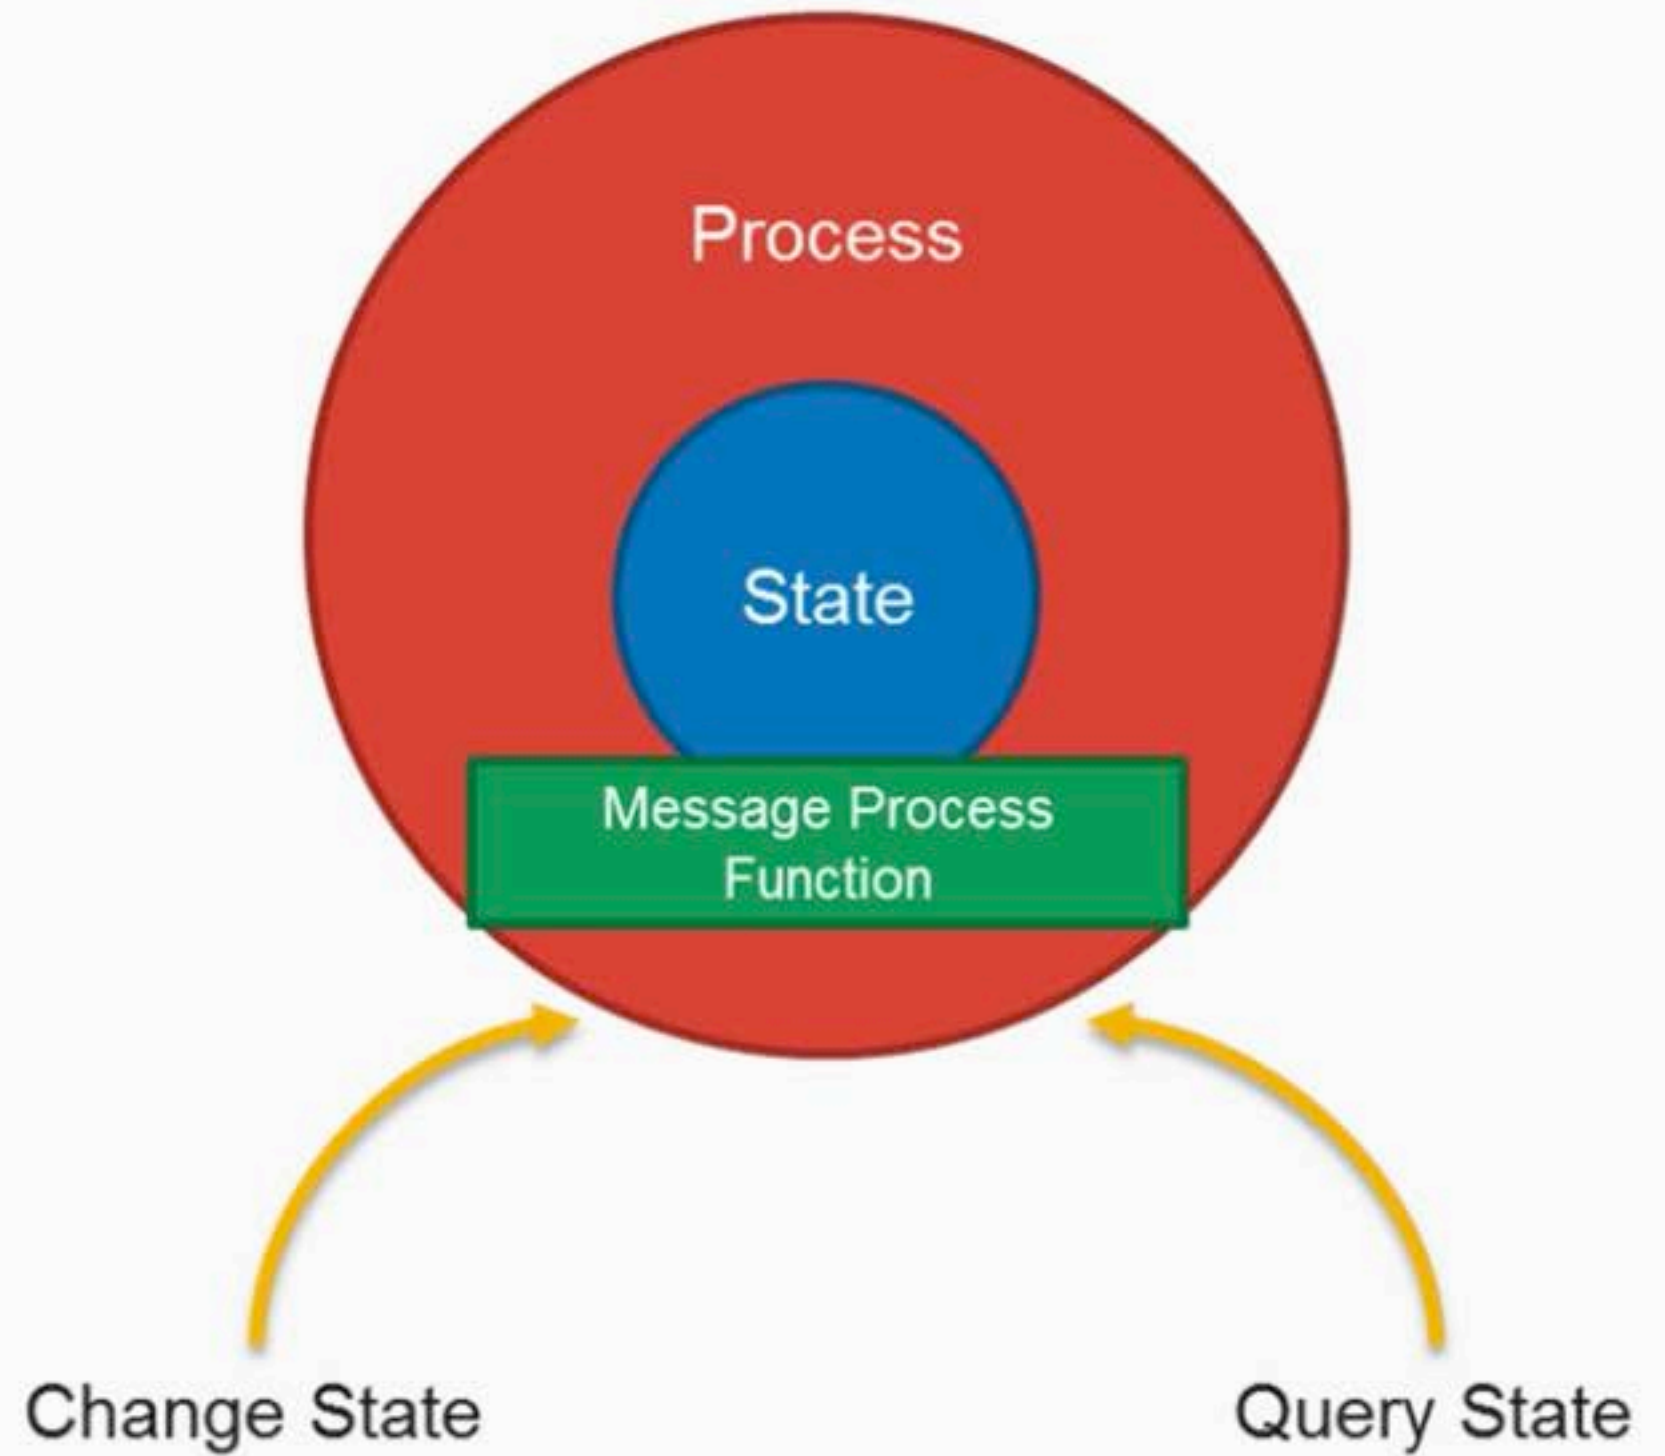 Process
State
Message Process
Function
Change State
Query State